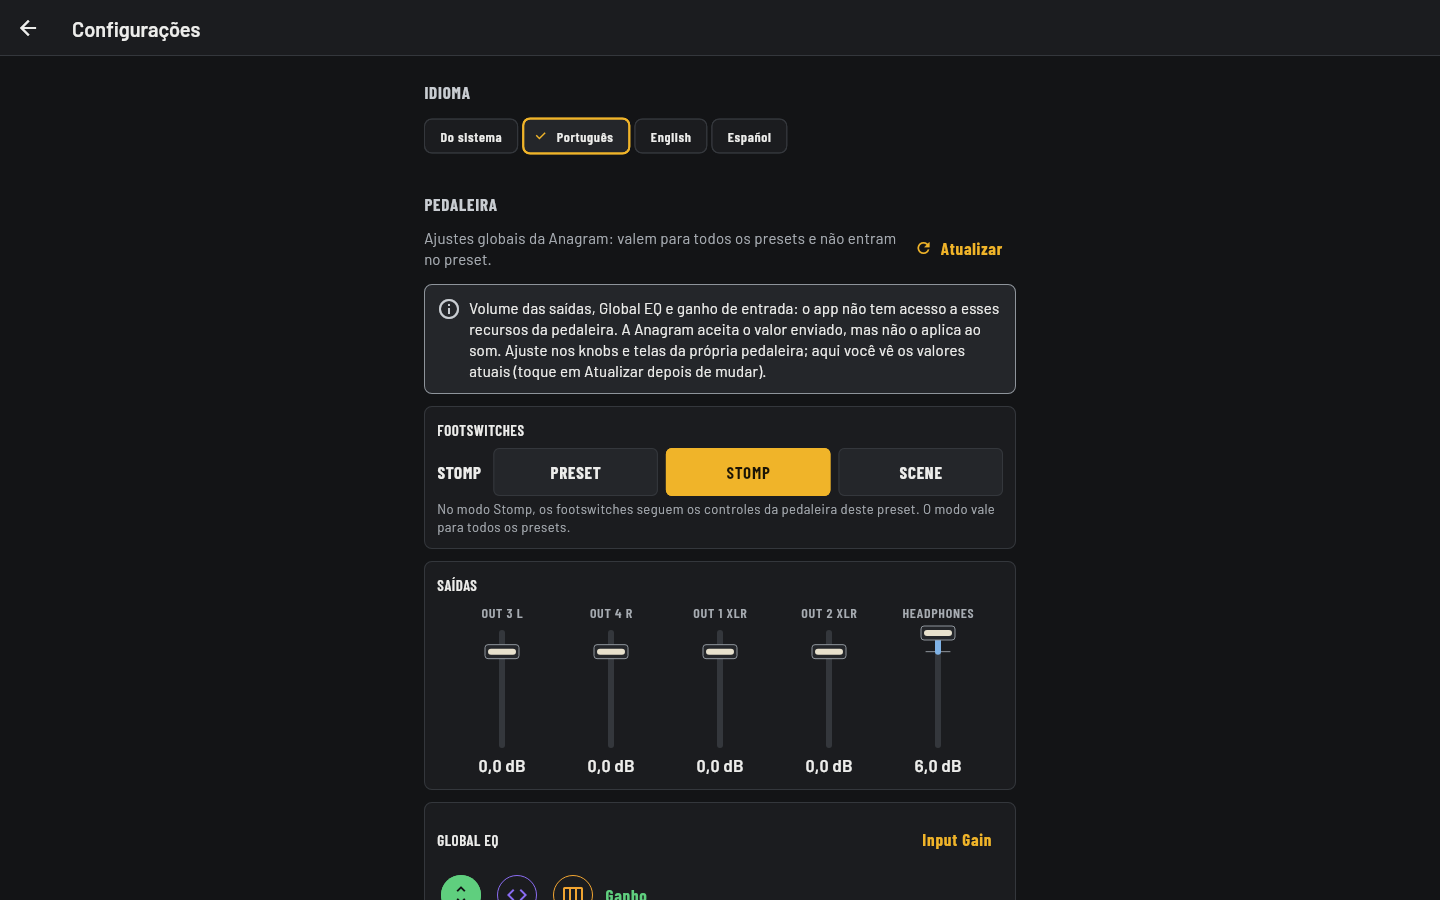 Configurações
IDIOMA
Do sistema
Português
English
Español
PEDALEIRA
Ajustes globais da Anagram: valem para todos os presets e não entram
no preset.
Atualizar
Volume das saídas, Global EQ e ganho de entrada: o app não tem acesso a esses
recursos da pedaleira. A Anagram aceita o valor enviado, mas não o aplica ao
som. Ajuste nos knobs e telas da própria pedaleira; aqui você vê os valores
atuais (toque em Atualizar depois de mudar).
FOOTSWITCHES
STOMP
PRESET
STOMP
SCENE
No modo Stomp, os footswitches seguem os controles da pedaleira deste preset. O modo vale
para todos os presets.
SAÍDAS
OUT 3 L
OUT 4 R
OUT 1 XLR
OUT 2 XLR
HEADPHONES
0,0 dB
0,0 dB
0,0 dB
0,0 dB
6,0 dB
GLOBAL EQ
Input Gain
Ganho